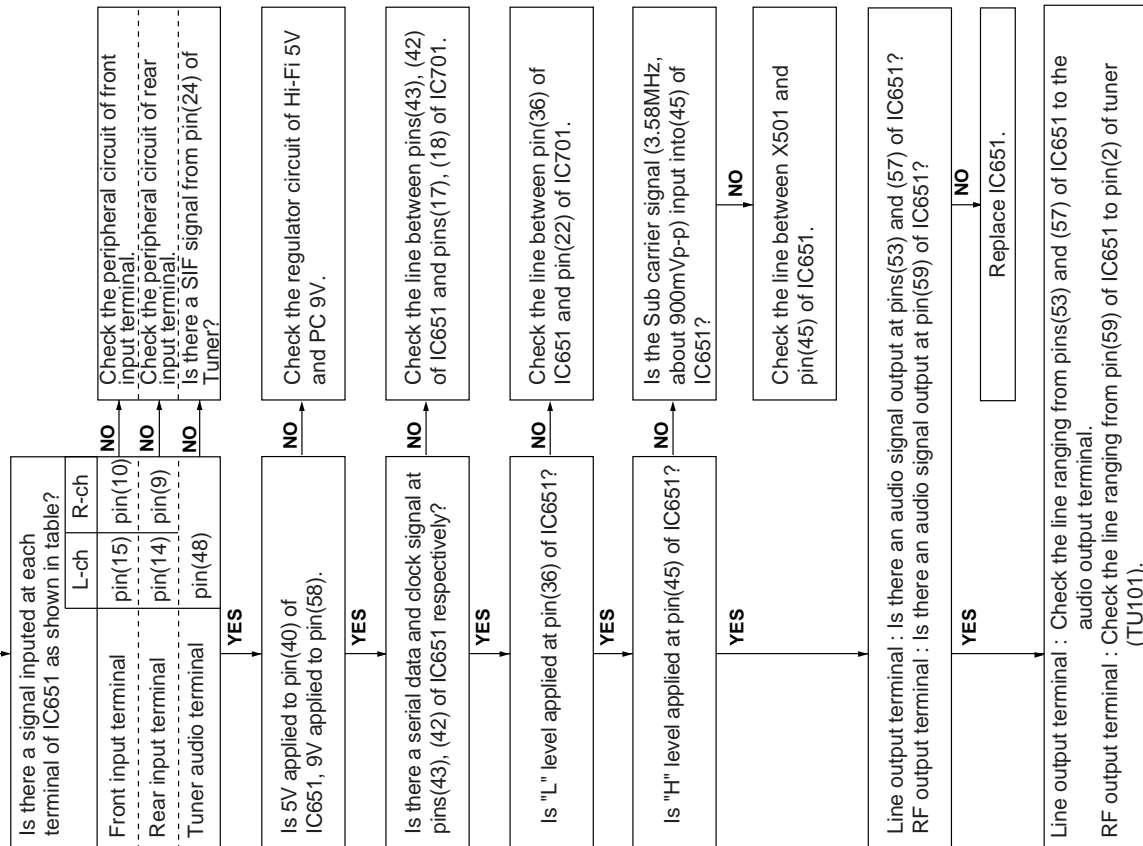 Is there a signal inputed at each
terminal of IC651 as shown in table?
L-ch R-ch
Front input terminal pin(15) pin(10)
Rear input terminal pin(14) pin(9)
Tuner audio terminal pin(48)
NO
Check the peripheral circuit of front
input terminal.
NO
Check the peripheral circuit of rear
input terminal.
NO
Is there a SIF signal from pin(24) of
Tuner?
YES
Is 5V applied to pin(40) of
IC651, 9V applied to pin(58).
NO
Check the regulator circuit of Hi-Fi 5V
and PC 9V.
YES
Is there a serial data and clock signal at
pins(43), (42) of IC651 respectively?
NO
Check the line between pins(43), (42)
of IC651 and pins(17), (18) of IC701.
YES
Is "L" level applied at pin(36) of IC651?
NO
Check the line between pin(36) of
IC651 and pin(22) of IC701.
YES
Is "H" level applied at pin(45) of IC651?
NO
Is the Sub carrier signal (3.58MHz,
about 900mVp-p) input into(45) of
IC651?
NO
Check the line between X501 and
pin(45) of IC651.
YES
Line output terminal : Is there an audio signal output at pins(53) and (57) of IC651?
RF output terminal : Is there an audio signal output at pin(59) of IC651?
NO
Replace IC651.
YES
Line output terminal : Check the line ranging from pins(53) and (57) of IC651 to the
audio output terminal.
RF output terminal : Check the line ranging from pin(59) of IC651 to pin(2) of tuner
(TU101).